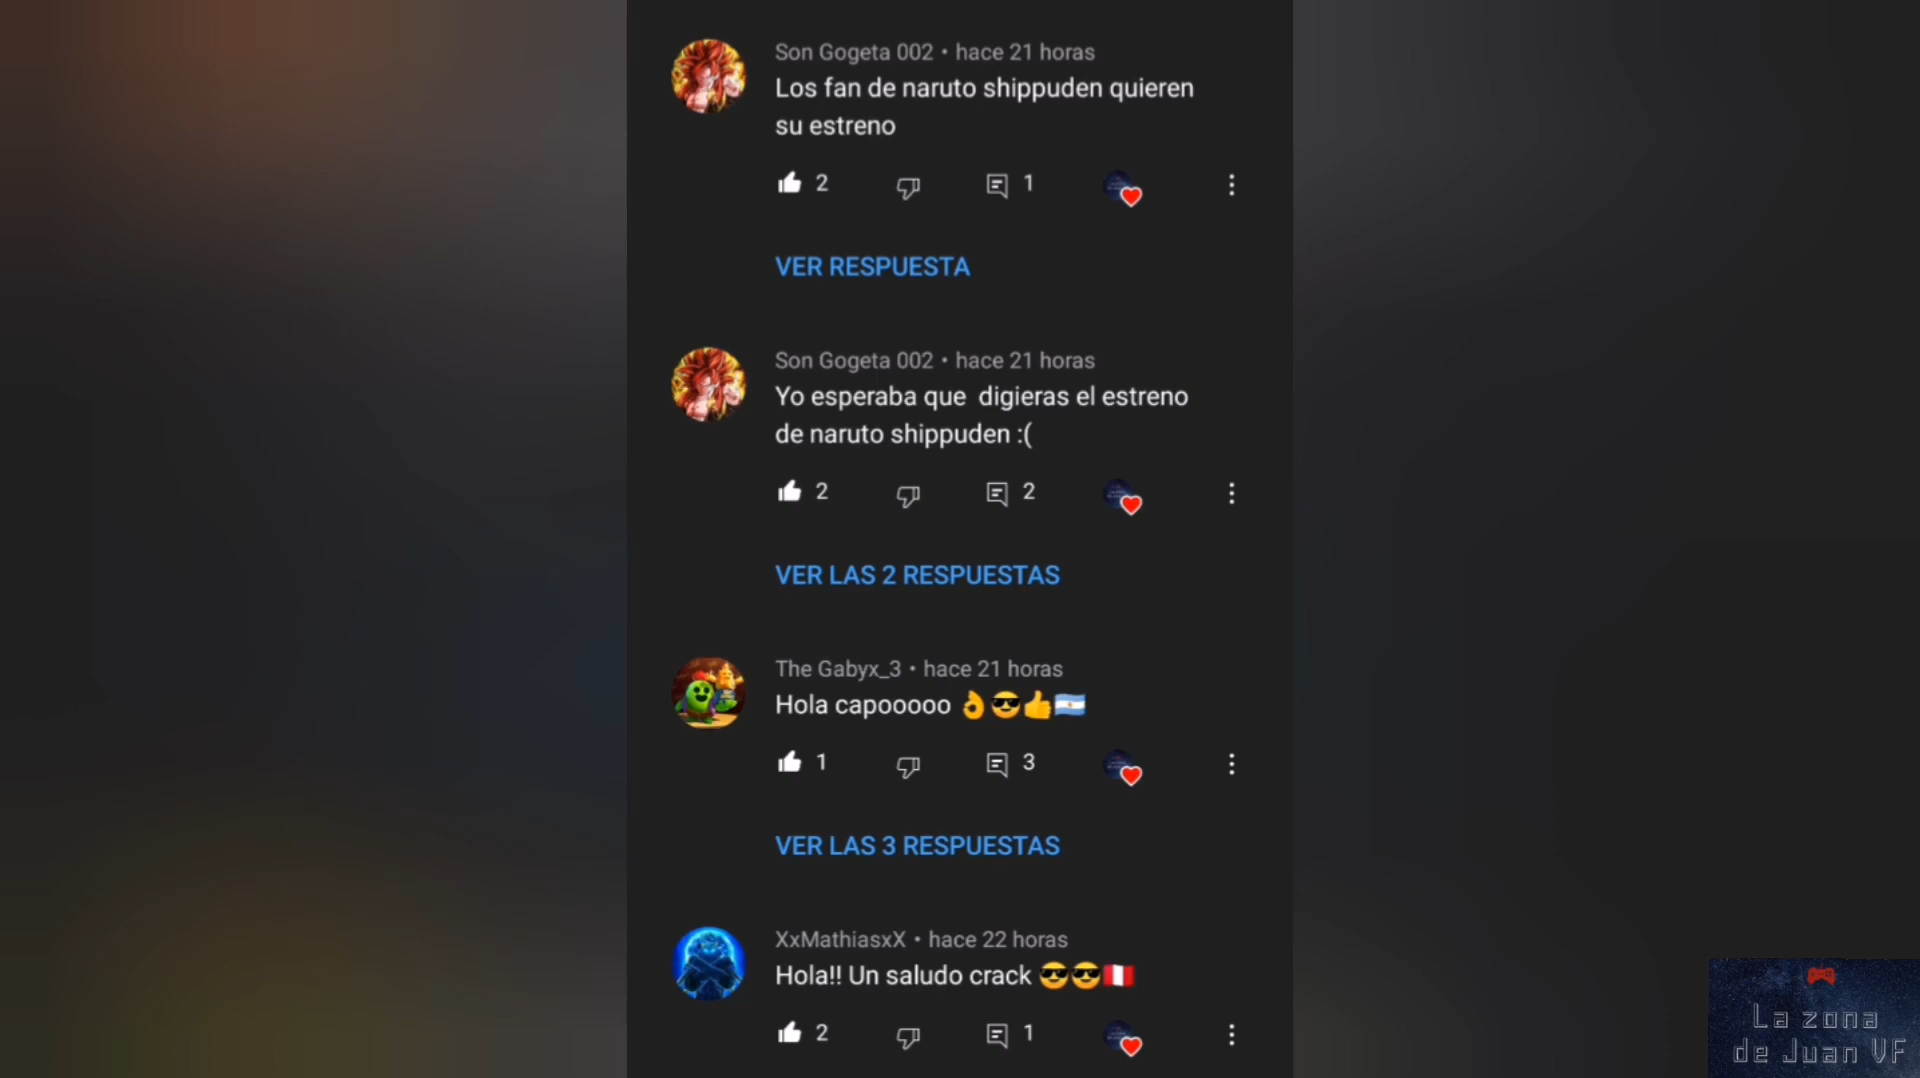 Son Gogeta 002 • hace 21 horas
Los fan de naruto shippuden quieren
su estreno
2
1
VER RESPUESTA
Son Gogeta 002 • hace 21 horas
Yo esperaba que  digieras el estreno
de naruto shippuden :(
2
2
VER LAS 2 RESPUESTAS
The Gabyx_3 • hace 21 horas
Hola capooooo 👌😎👍🇦🇷
1
3
VER LAS 3 RESPUESTAS
XxMathiasxX • hace 22 horas
Hola!! Un saludo crack 😎😎🇵🇪
2
1
La zona
de Juan VF